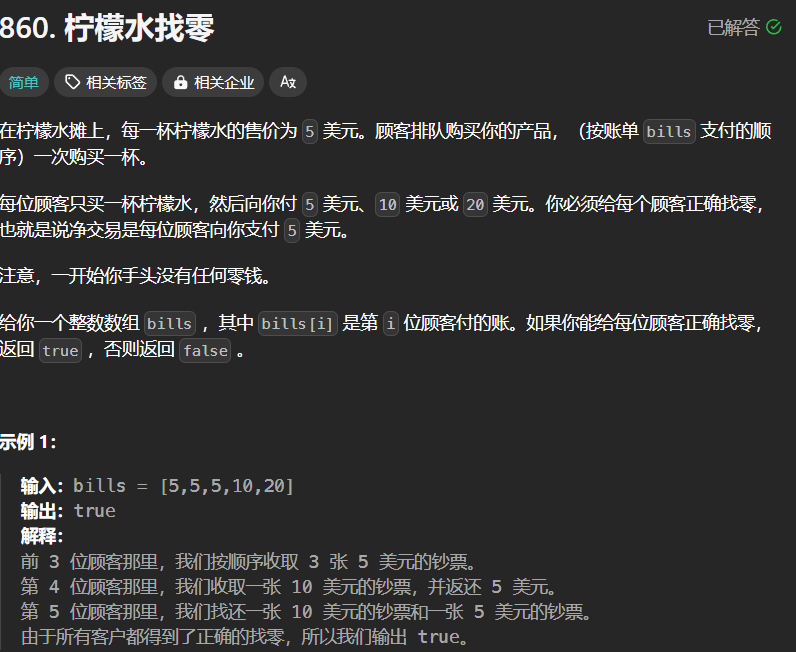 860. 柠檬水找零
已解答
简单 相关标签 相关企业 A文
在柠檬水摊上，每一杯柠檬水的售价为 5 美元。顾客排队购买你的产品，（按账单 bills 支付的顺
序）一次购买一杯。
每位顾客只买一杯柠檬水，然后向你付 5 美元、10 美元或 20 美元。你必须给每个顾客正确找零，
也就是说净交易是每位顾客向你支付 5 美元。
注意，一开始你手头没有任何零钱。
给你一个整数数组 bills ，其中 bills[i] 是第 i 位顾客付的账。如果你能给每位顾客正确找零，
返回 true ，否则返回 false 。
示例 1：
输入：bills = [5,5,5,10,20]
输出：true
解释：
前 3 位顾客那里，我们按顺序收取 3 张 5 美元的钞票。
第 4 位顾客那里，我们收取一张 10 美元的钞票，并返还 5 美元。
第 5 位顾客那里，我们找还一张 10 美元的钞票和一张 5 美元的钞票。
由于所有客户都得到了正确的找零，所以我们输出 true。